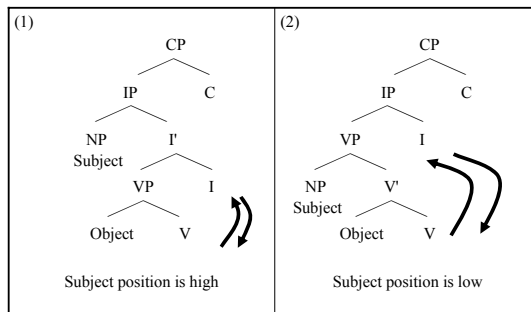 (1)
CP
IP C
NP I'
Subject
VP I
Object V
Subject position is high
(2)
CP
IP C
VP I
NP V'
Subject
Object V
Subject position is low